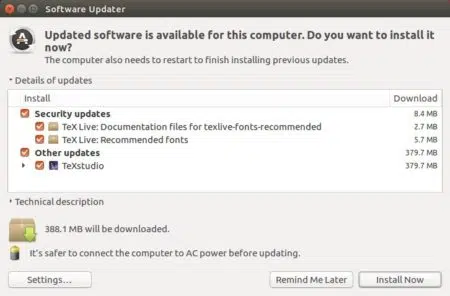 Software Updater
Updated software is available for this computer. Do you want to install it
now?
The computer also needs to restart to finish installing previous updates.
Details of updates
Install Download
Security updates 8.4 MB
TeX Live: Documentation files for texlive-fonts-recommended 2.7 MB
TeX Live: Recommended fonts 5.7 MB
Other updates 379.7 MB
TeXstudio 379.7 MB
Technical description
388.1 MB will be downloaded.
It's safer to connect the computer to AC power before updating.
Settings... Remind Me Later Install Now